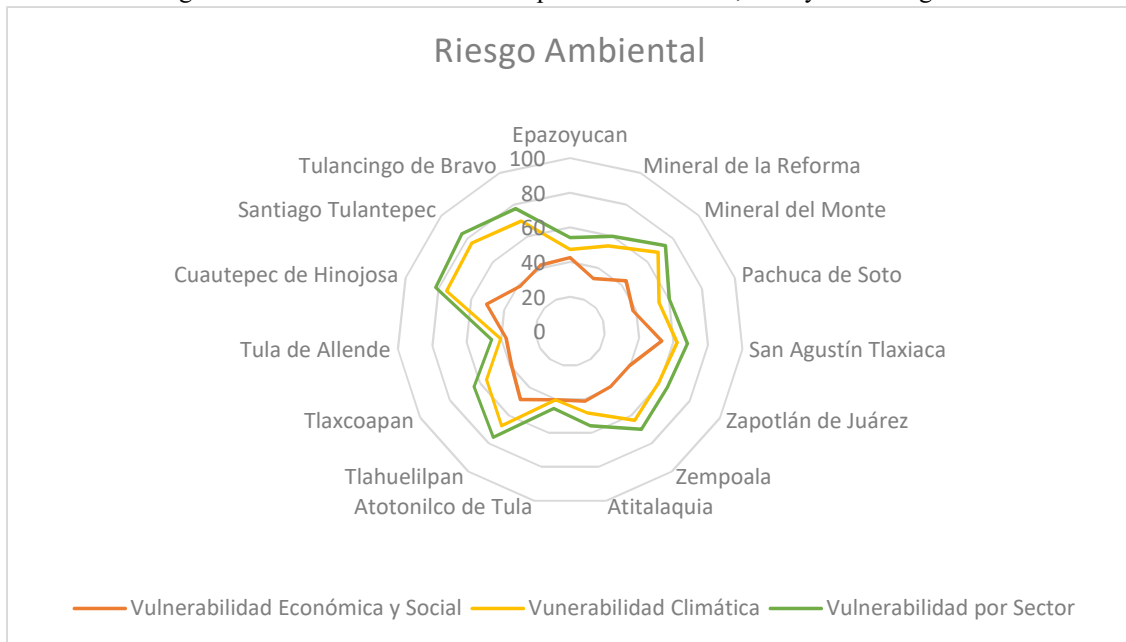 Riesgo Ambiental
Epazoyucan
100
Tulancingo de Bravo
Mineral de la Reforma
80
Santiago Tulantepec
Mineral del Monte
60
40
Cuautepec de Hinojosa
Pachuca de Soto
20
0
Tula de Allende
San Agustín Tlaxiaca
Tlaxcoapan
Zapotlán de Juárez
Tlahuelilpan
Zempoala
Atotonilco de Tula
Atitalaquia
Vulnerabilidad Económica y Social
Vunerabilidad Climática
Vulnerabilidad por Sector